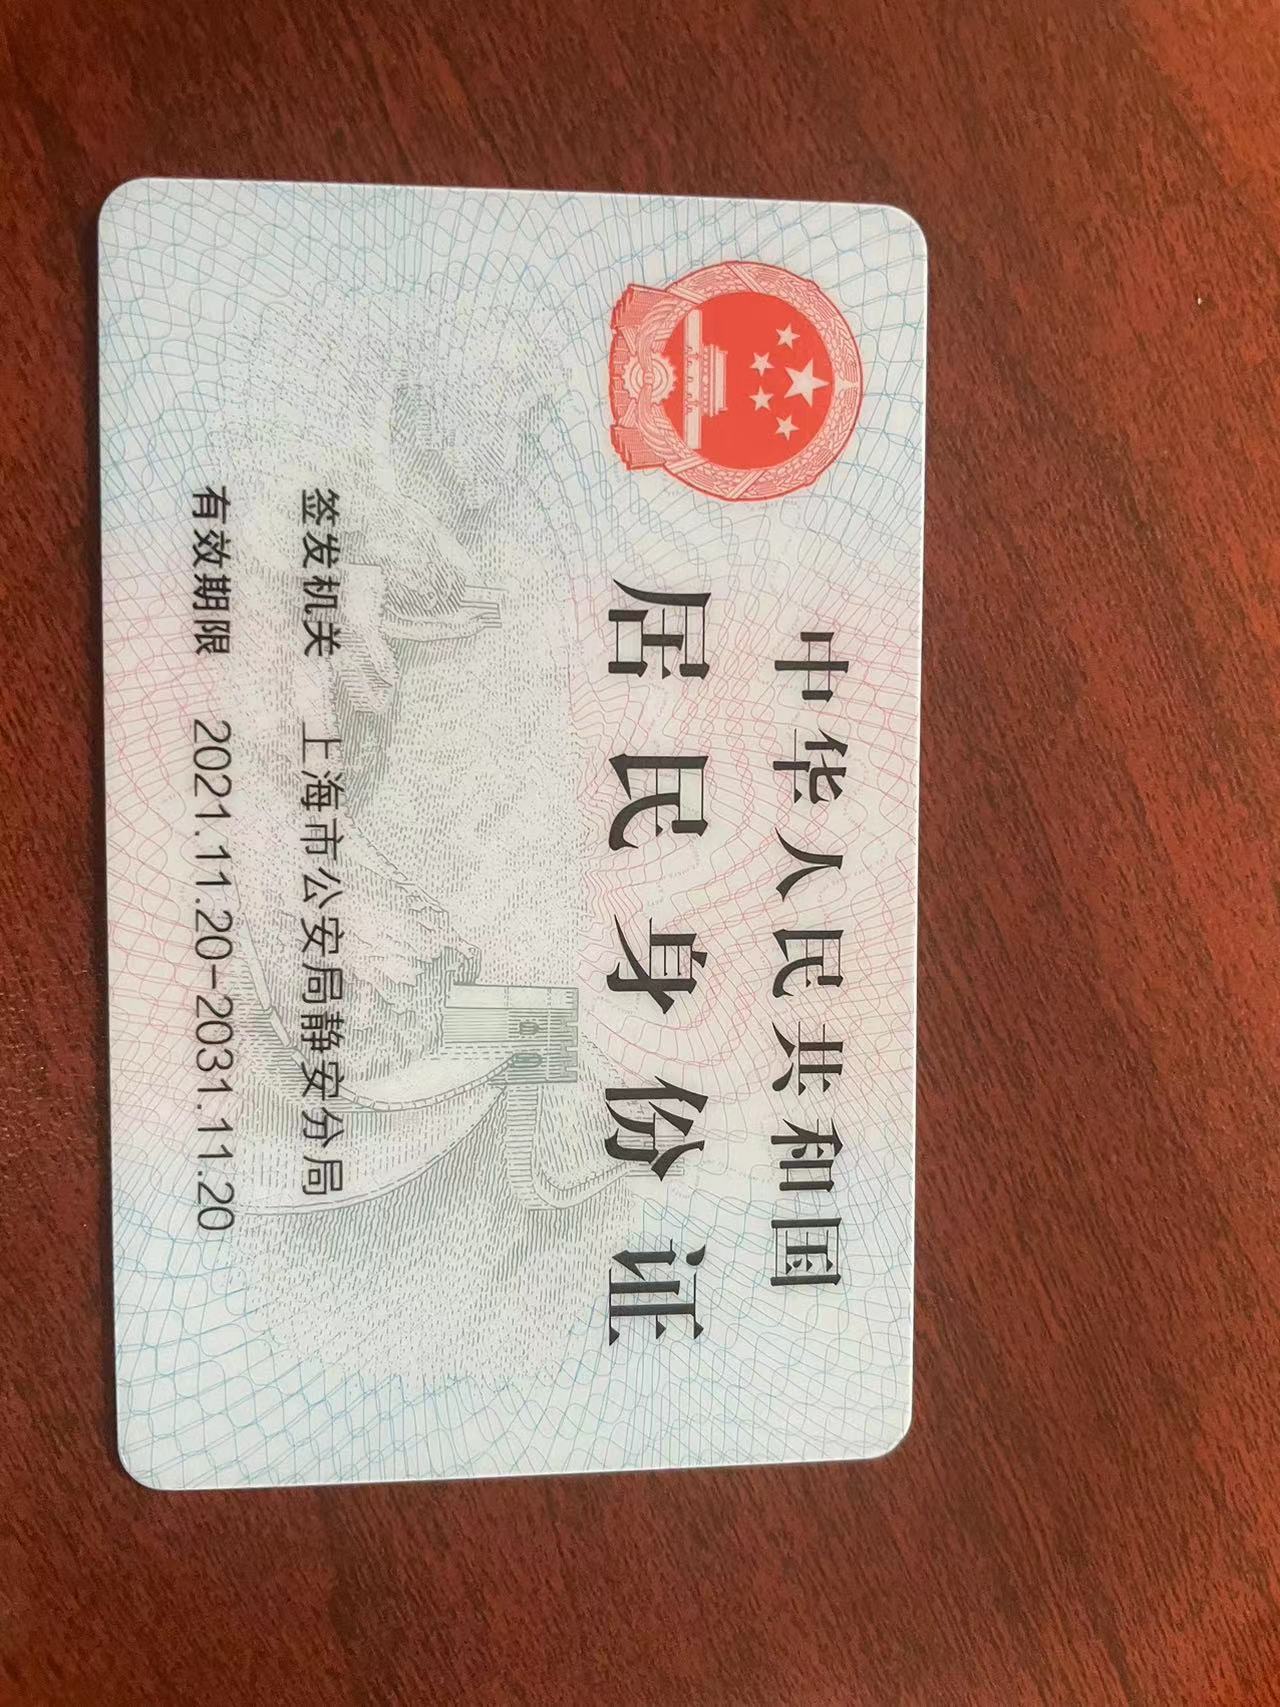 中华人民共和国
居民身份证
签发机关 上海市公安局静安分局
有效期限 2021.11.20-2031.11.20